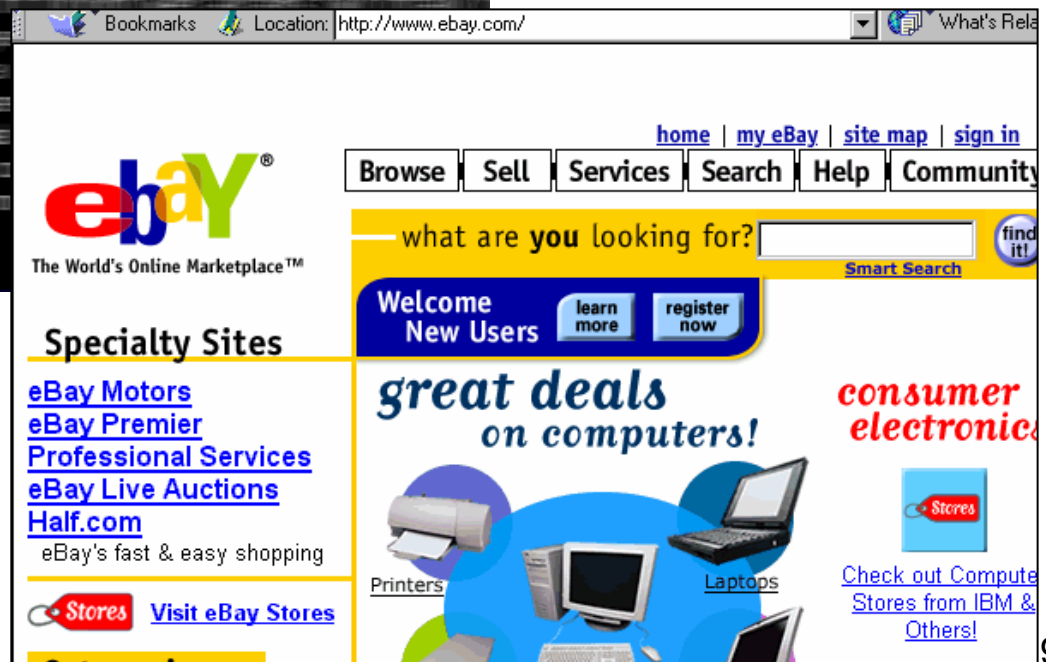 Bookmarks Location: http://www.ebay.com/ What's Rela
home | my eBay | site map | sign in
Browse Sell Services Search Help Community
ebaY®
The World's Online Marketplace™
what are you looking for? find it!
Smart Search
Welcome New Users
learn more
register now
Specialty Sites
eBay Motors
eBay Premier
Professional Services
eBay Live Auctions
Half.com
eBay's fast & easy shopping
Stores Visit eBay Stores
great deals
on computers!
Printers
Laptops
consumer
electronics
Stores
Check out Compute
Stores from IBM &
Others!